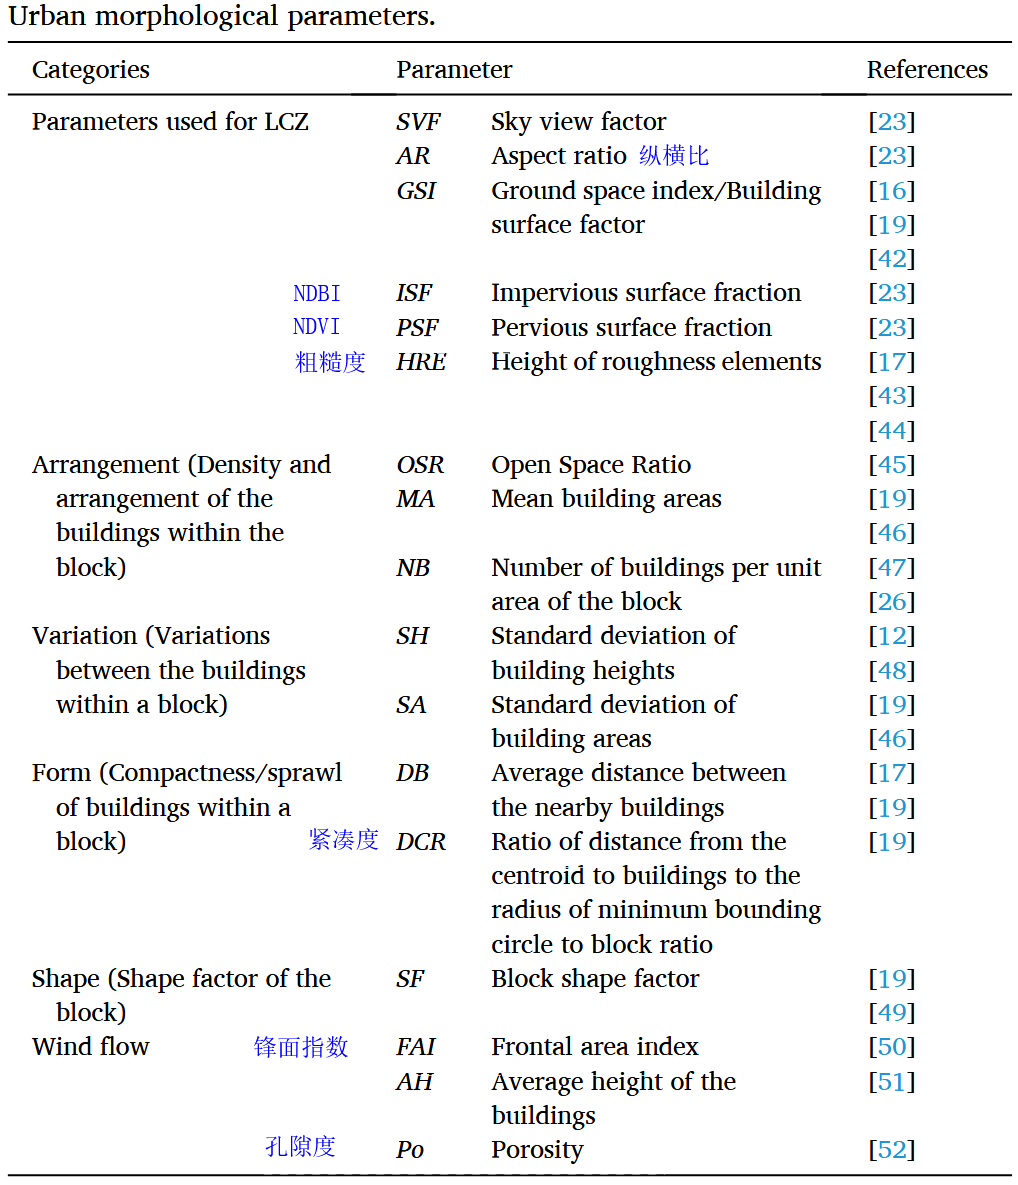 Urban morphological parameters.
Categories Parameter References
Parameters used for LCZ SVF Sky view factor [23]
AR Aspect ratio 纵横比 [23]
GSI Ground space index/Building [16]
surface factor [19]
[42]
NDBI ISF Impervious surface fraction [23]
NDVI PSF Pervious surface fraction [23]
粗糙度 HRE Height of roughness elements [17]
[43]
[44]
Arrangement (Density and OSR Open Space Ratio [45]
arrangement of the MA Mean building areas [19]
buildings within the [46]
block) NB Number of buildings per unit [47]
area of the block [26]
Variation (Variations SH Standard deviation of [12]
between the buildings building heights [48]
within a block) SA Standard deviation of [19]
building areas [46]
Form (Compactness/sprawl DB Average distance between [17]
of buildings within a the nearby buildings [19]
block) 紧凑度 DCR Ratio of distance from the [19]
centroid to buildings to the
radius of minimum bounding
circle to block ratio
Shape (Shape factor of the SF Block shape factor [19]
block) [49]
Wind flow 锋面指数 FAI Frontal area index [50]
AH Average height of the [51]
buildings
孔隙度 Po Porosity [52]